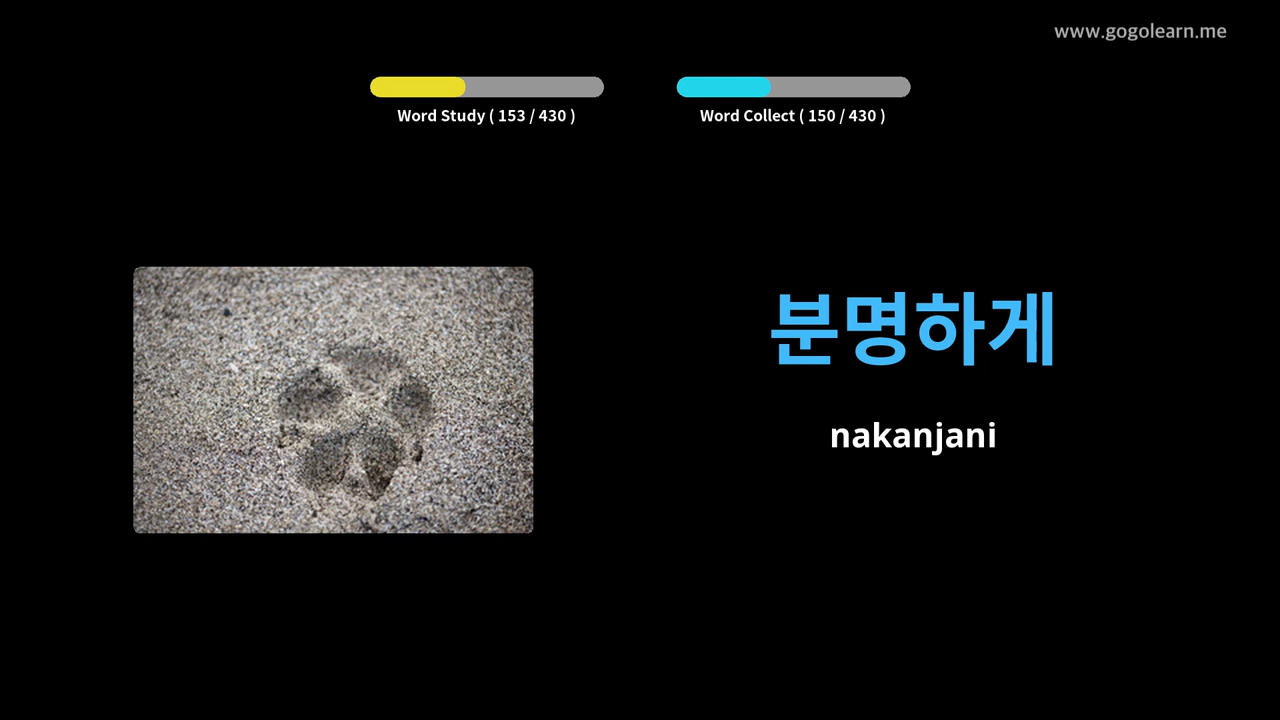 www.gogolearn.me
Word Study ( 153 / 430 )
Word Collect ( 150 / 430 )
분명하게
nakanjani